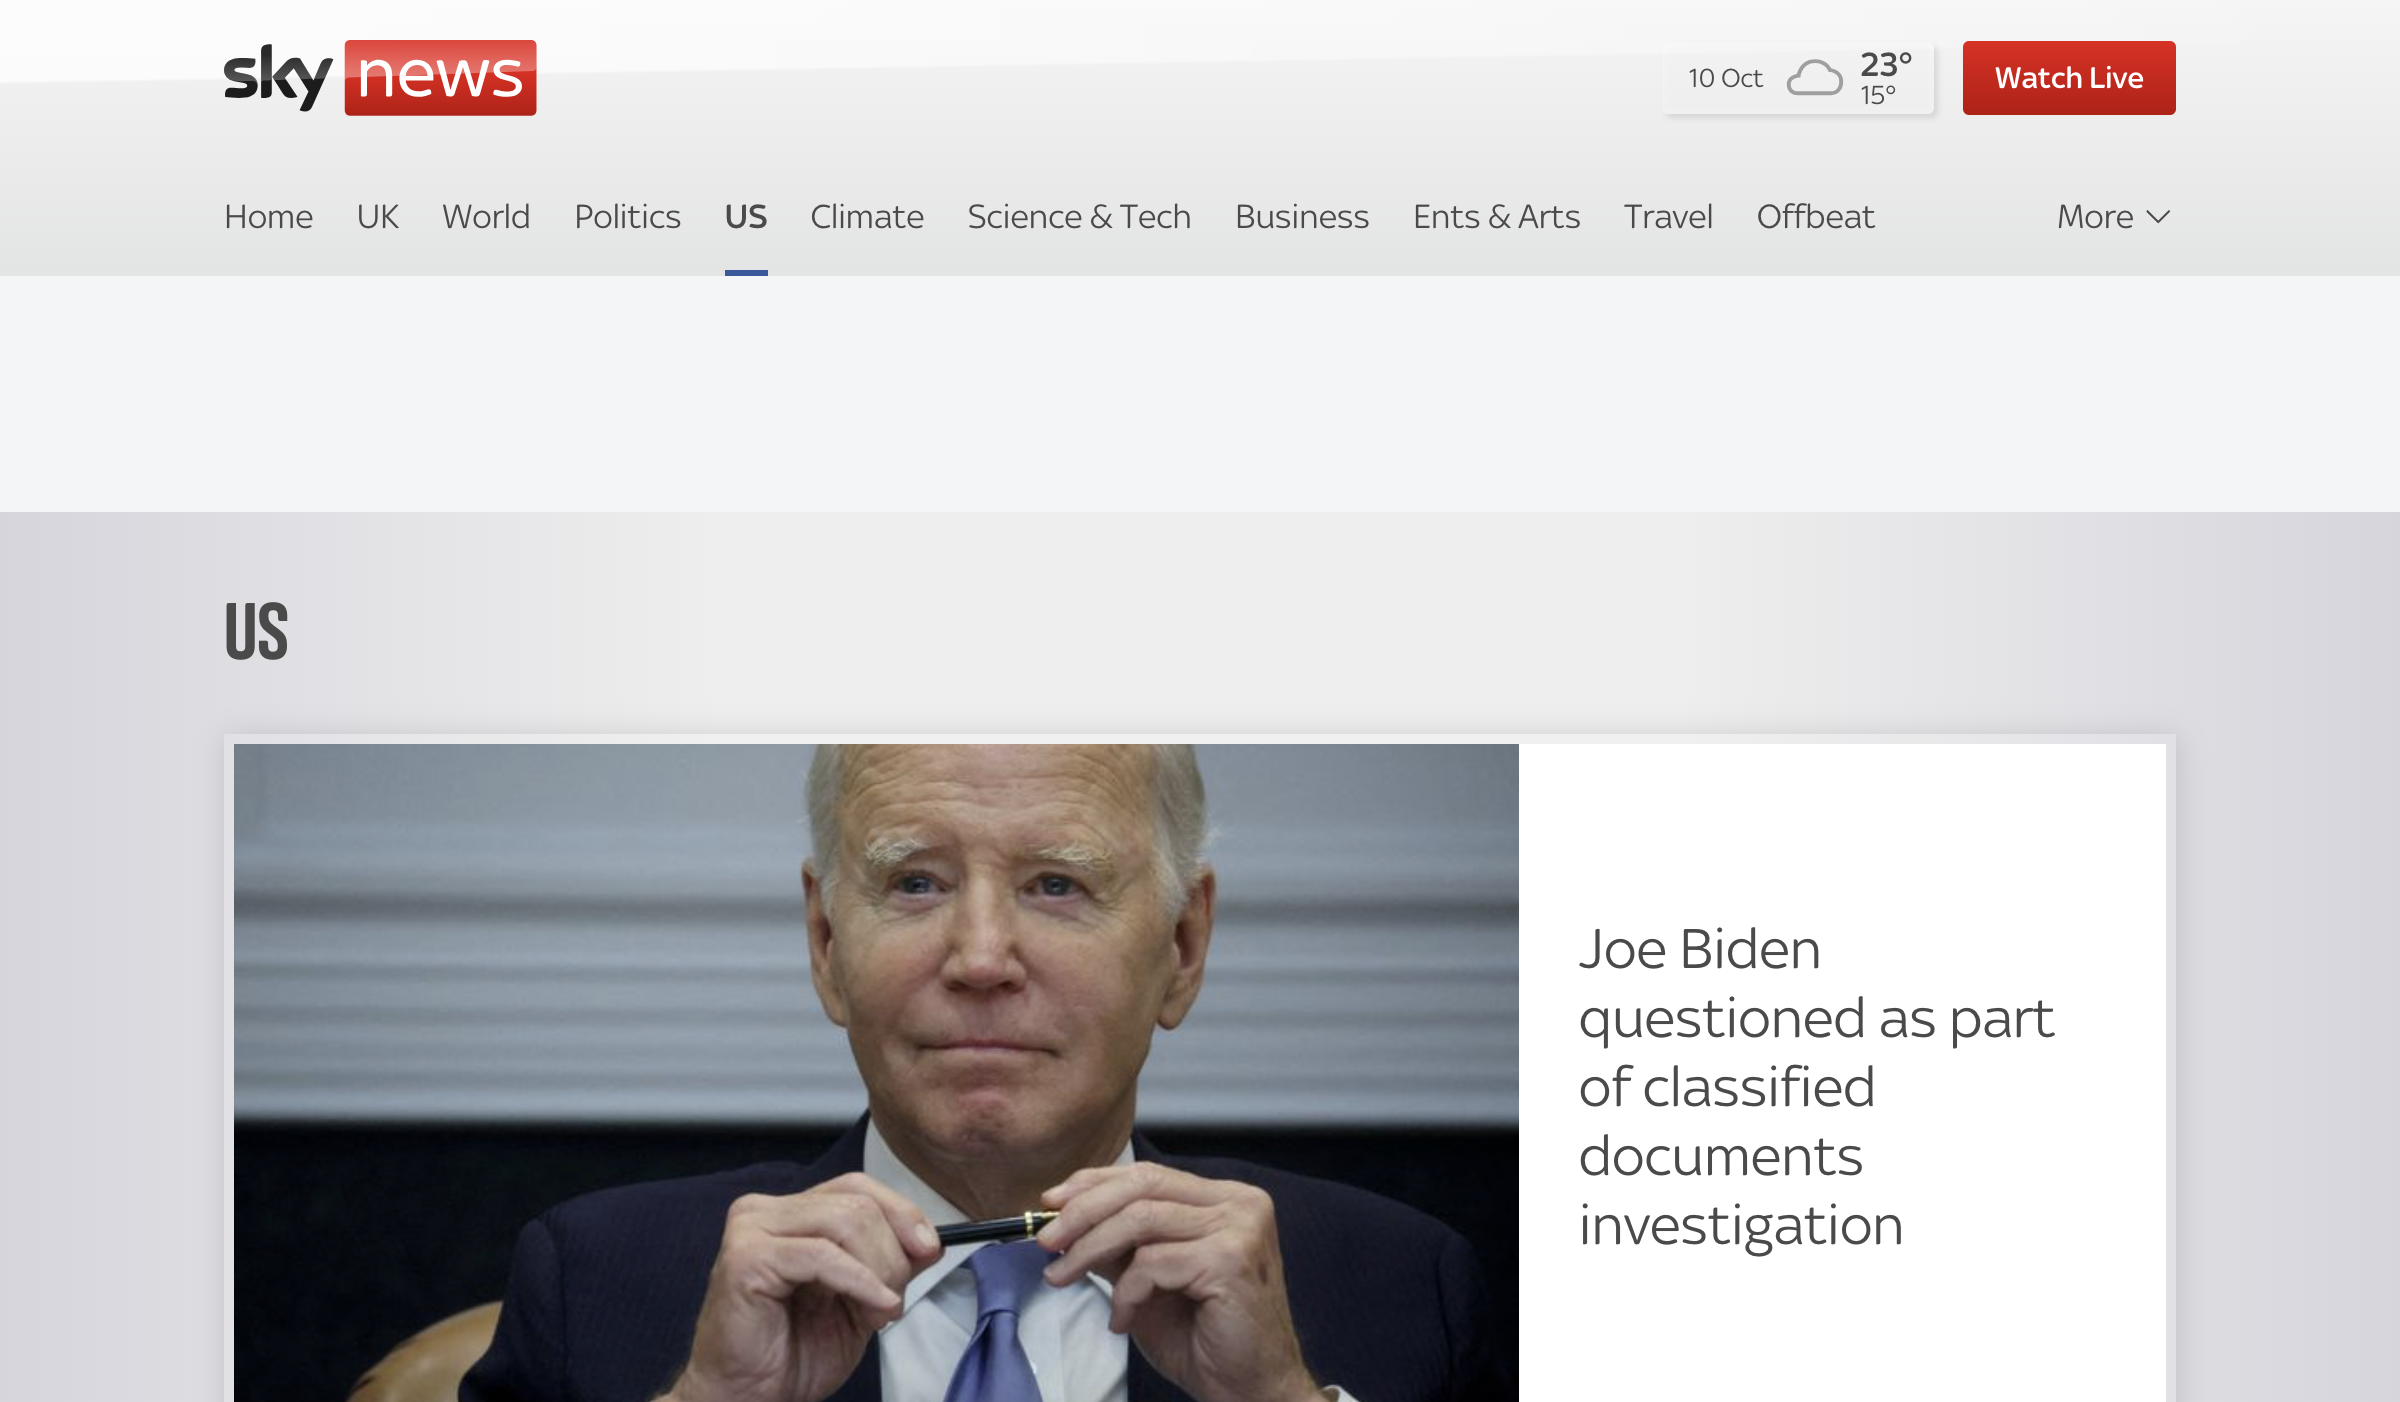 sky news
10 Oct 23° 15°
Watch Live
Home UK World Politics US Climate Science & Tech Business Ents & Arts Travel Offbeat More
US
Joe Biden
questioned as part
of classified
documents
investigation